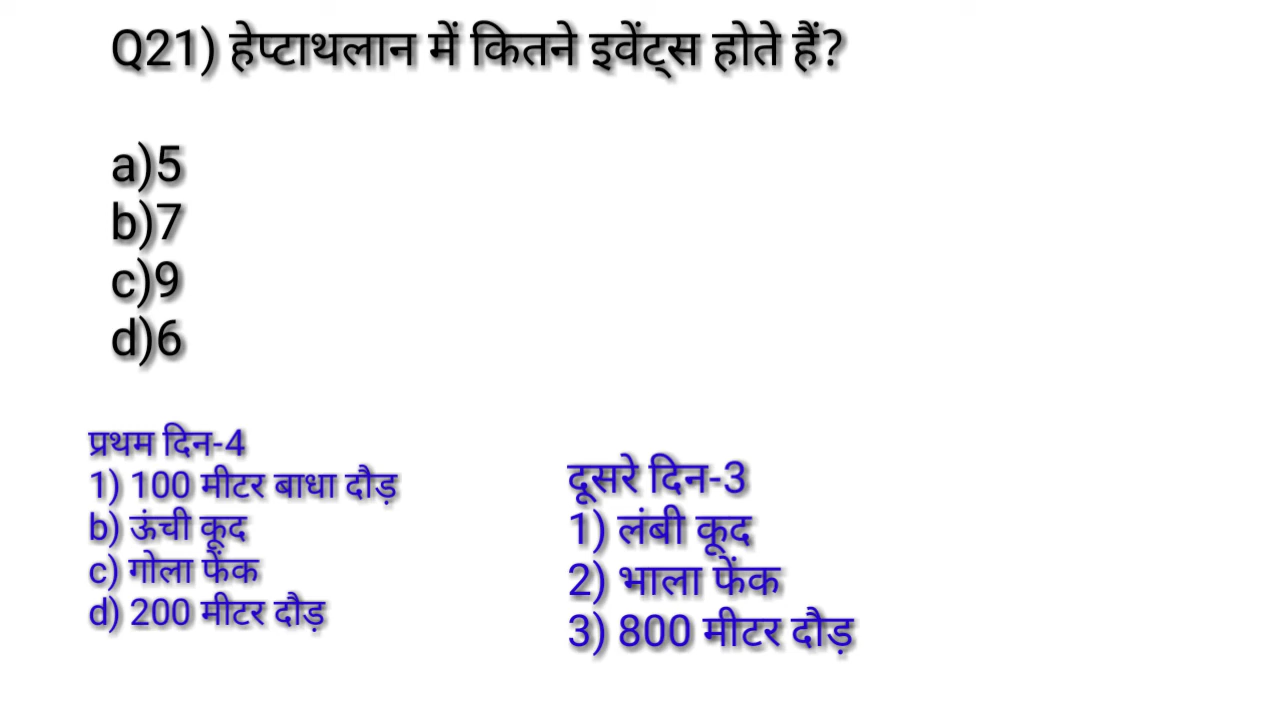 Q21) हेप्टाथलान में कितने इवेंट्स होते हैं?
a)5
b)7
c)9
d)6
प्रथम दिन-4
1) 100 मीटर बाधा दौड़
b) ऊंची कूद
c) गोला फेंक
d) 200 मीटर दौड़
दूसरे दिन-3
1) लंबी कूद
2) भाला फेंक
3) 800 मीटर दौड़